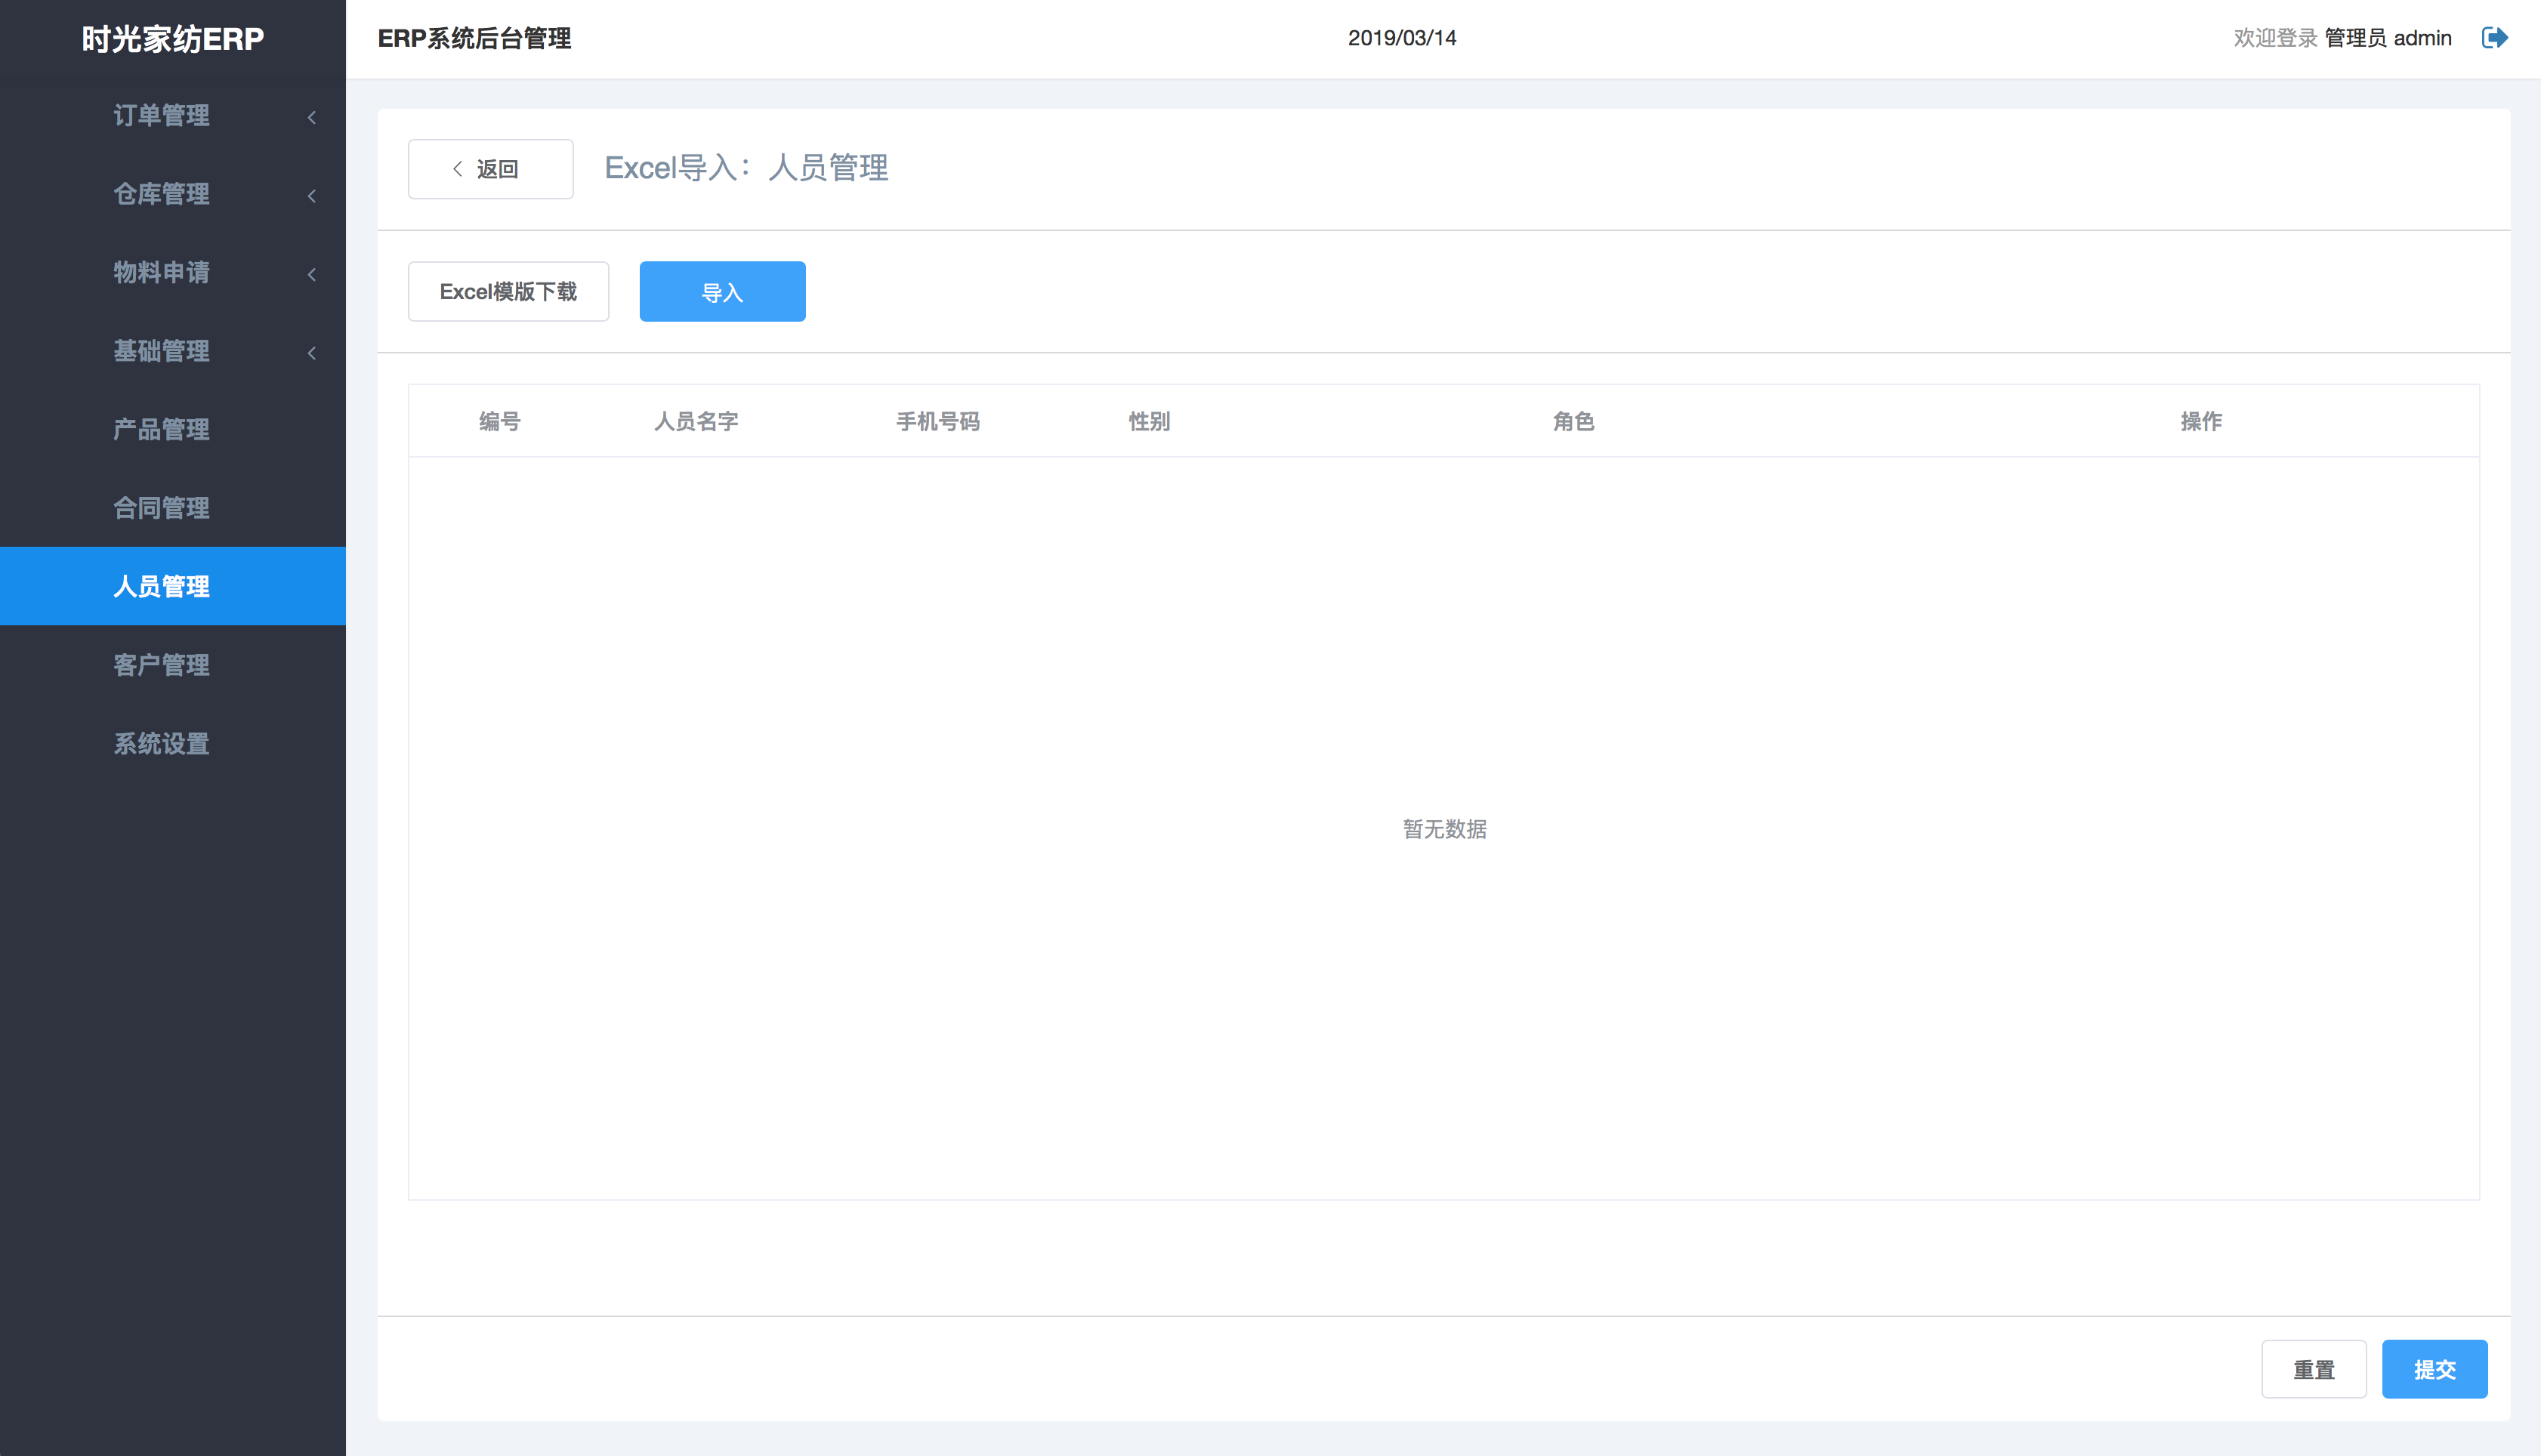 时光家纺ERP
ERP系统后台管理
2019/03/14
欢迎登录 管理员 admin
订单管理
仓库管理
物料申请
基础管理
产品管理
合同管理
人员管理
客户管理
系统设置
返回
Excel导入：人员管理
Excel模版下载
导入
编号 人员名字 手机号码 性别 角色 操作
暂无数据
重置
提交